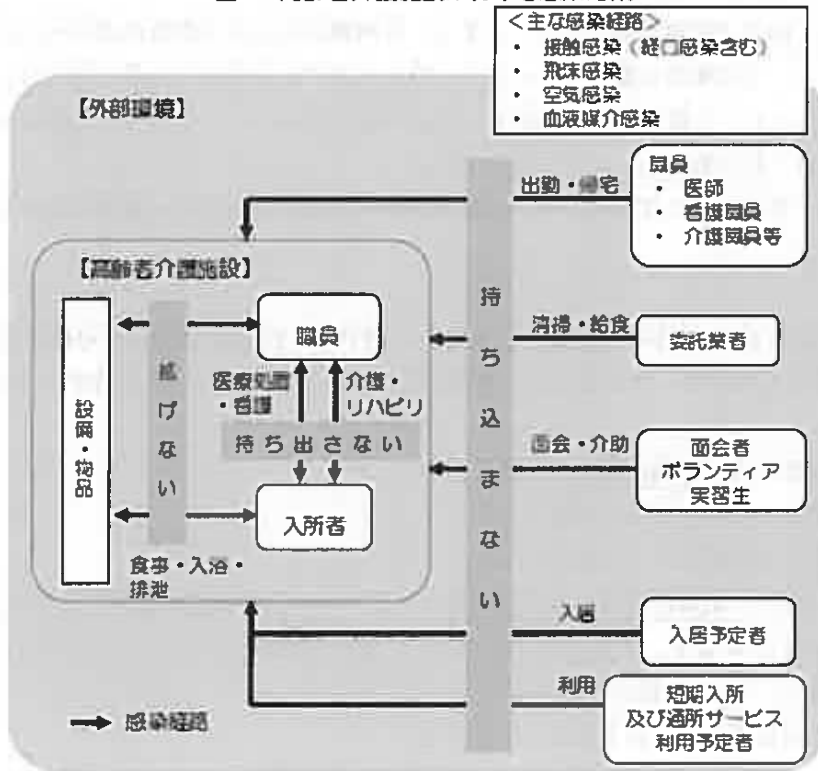 ＜主な感染経路＞
・ 接触感染（経口感染含む）
・ 飛沫感染
・ 空気感染
・ 血液媒介感染
【外部環境】
出勤・帰宅
職員
・ 医師
・ 看護職員
・ 介護職員等
【高齢者介護施設】
持ち込まない
清掃・給食
委託業者
職員
拡げない
設備・物品
医療処置
・看護
介護・
リハビリ
持ち出さない
面会・介助
面会者
ボランティア
実習生
入所者
食事・入浴・
排泄
入居
入居予定者
利用
短期入所
及び通所サービス
利用予定者
感染経路